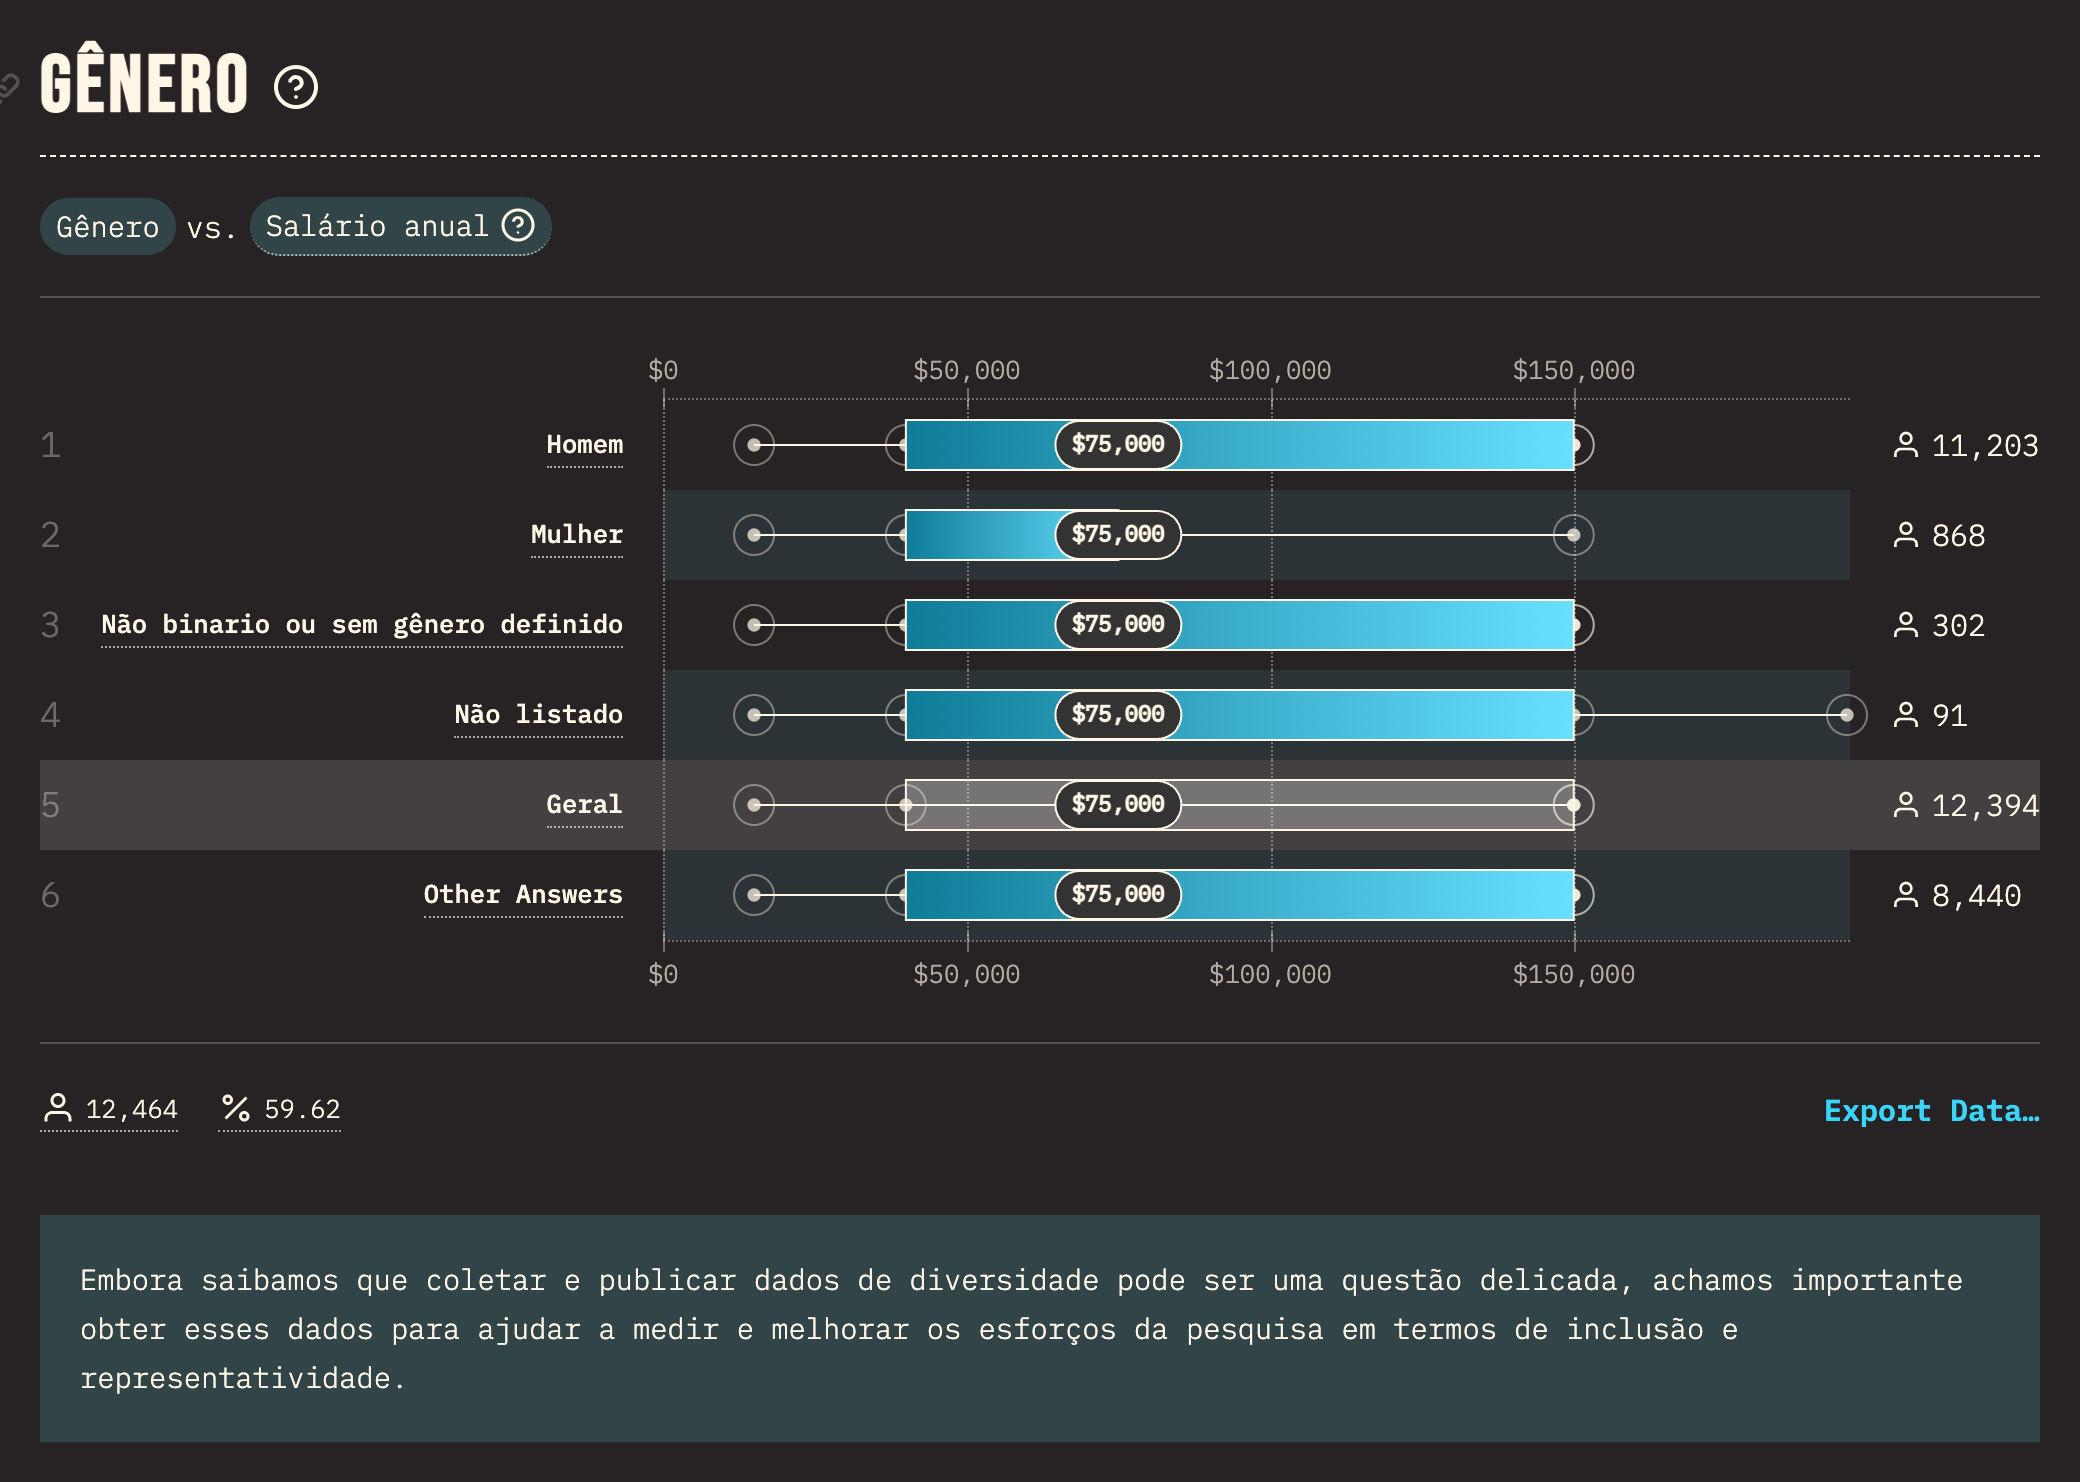 GÊNERO
Gênero vs. Salário anual
$0 $50,000 $100,000 $150,000
1 Homem $75,000 11,203
2 Mulher $75,000 868
3 Não binario ou sem gênero definido $75,000 302
4 Não listado $75,000 91
5 Geral $75,000 12,394
6 Other Answers $75,000 8,440
$0 $50,000 $100,000 $150,000
12,464 % 59.62 Export Data…
Embora saibamos que coletar e publicar dados de diversidade pode ser uma questão delicada, achamos importante
obter esses dados para ajudar a medir e melhorar os esforços da pesquisa em termos de inclusão e
representatividade.